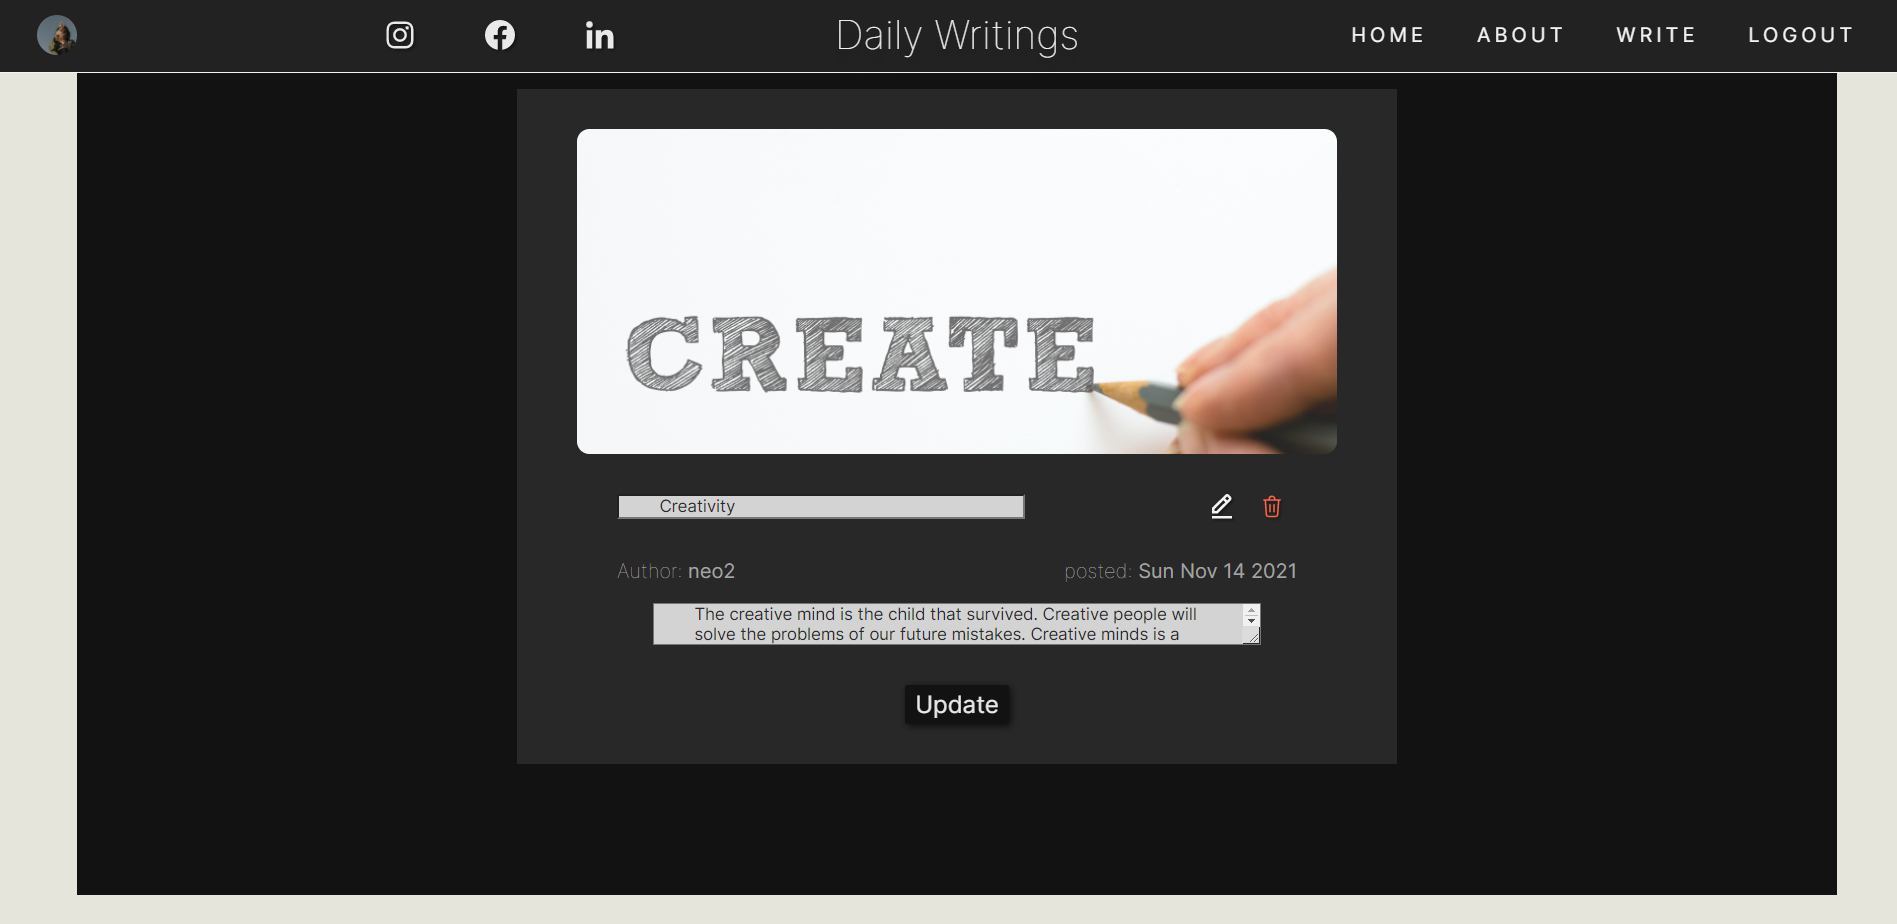 Daily Writings
HOME ABOUT WRITE LOGOUT
CREATE
Creativity
Author: neo2
posted: Sun Nov 14 2021
The creative mind is the child that survived. Creative people will
solve the problems of our future mistakes. Creative minds is a
Update